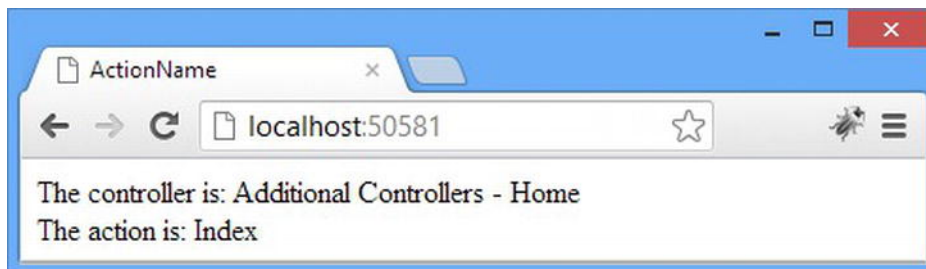 ActionName
localhost:50581
The controller is: Additional Controllers - Home
The action is: Index